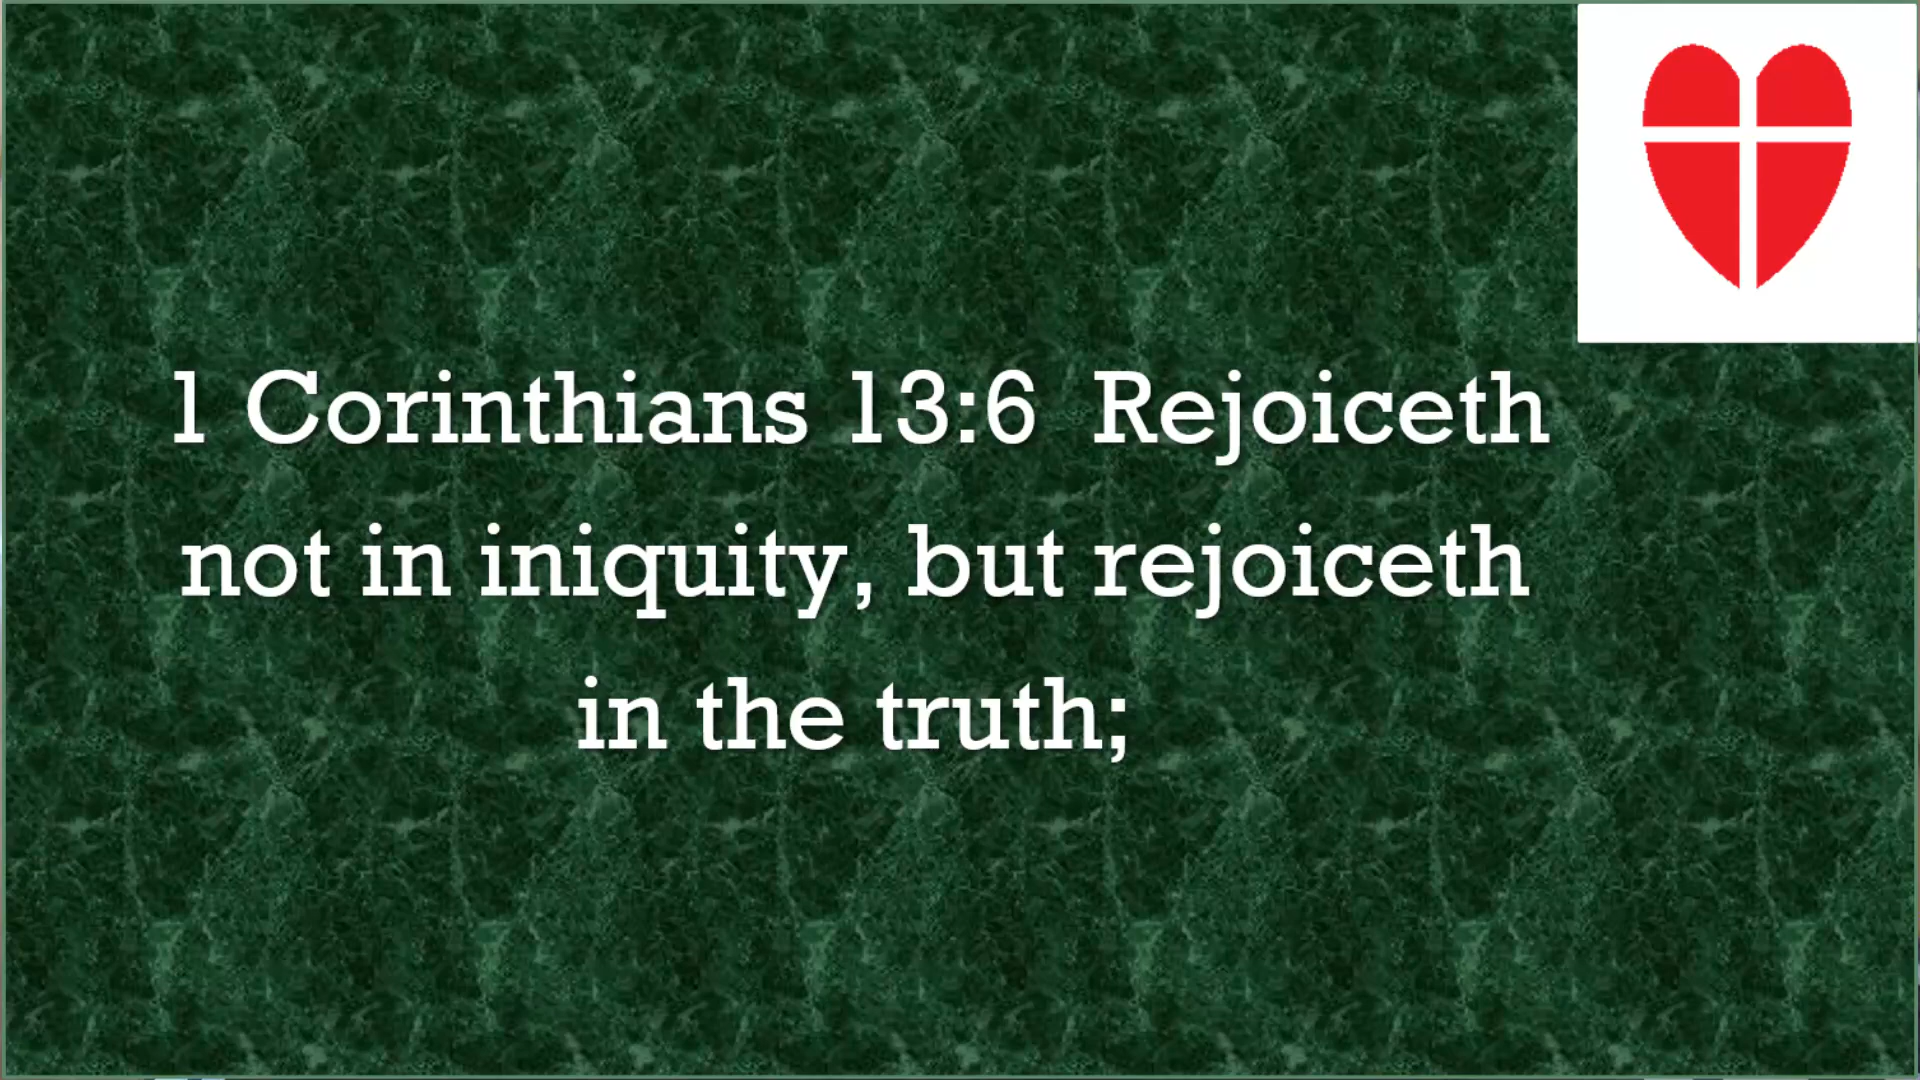 1 Corinthians 13:6  Rejoiceth
not in iniquity, but rejoiceth
in the truth;